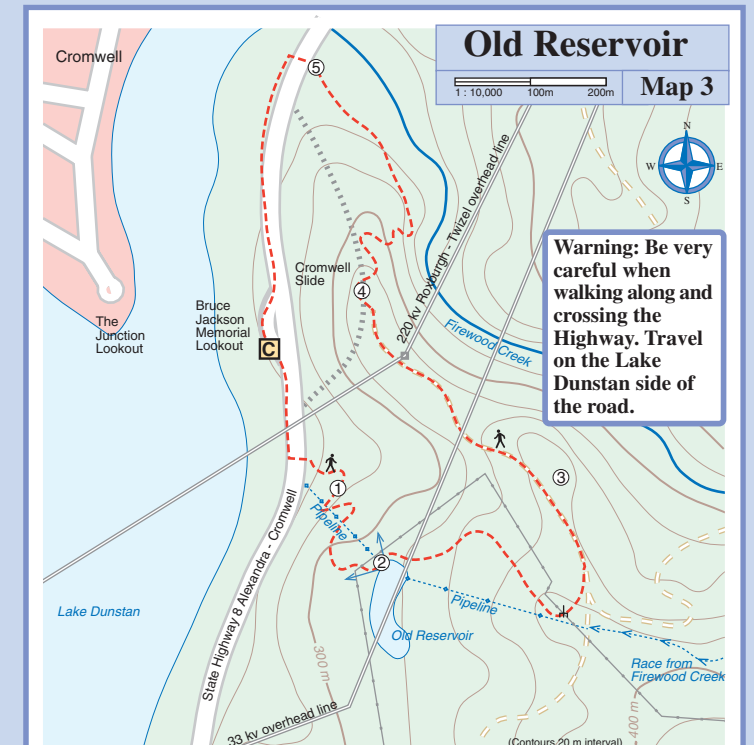 Old Reservoir
1 : 10,000 100m 200m
Map 3
Cromwell
5
N
W E
S
220 kv Roxburgh - Twizel overhead line
Warning: Be very
careful when
walking along and
crossing the
Highway. Travel
on the Lake
Dunstan side of
the road.
Cromwell
Slide
4
Bruce
Jackson
Memorial
Lookout
The
Junction
Lookout
C
Firewood Creek
3
1
Pipeline
State Highway 8 Alexandra - Cromwell
2
Pipeline
Lake Dunstan
Old Reservoir
300 m
Race from
Firewood Creek
400 m
33 kv overhead line
(Contours 20 m interval)